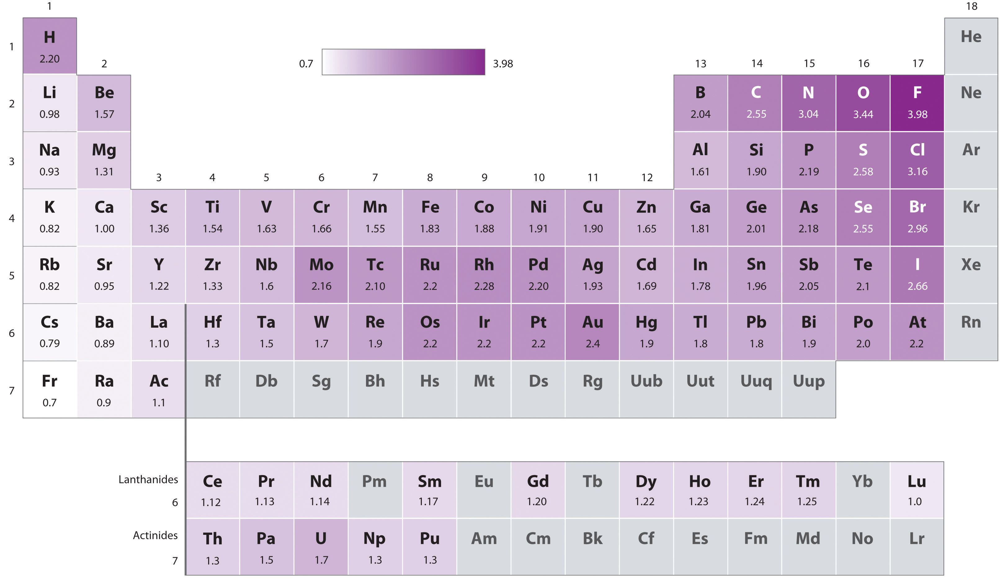 1 18
H He
1
2.20
2 0.7 3.98 13 14 15 16 17
Li Be B C N O F Ne
2
0.98 1.57 2.04 2.55 3.04 3.44 3.98
Na Mg Al Si P S Cl Ar
3
0.93 1.31 1.61 1.90 2.19 2.58 3.16
3 4 5 6 7 8 9 10 11 12
K Ca Sc Ti V Cr Mn Fe Co Ni Cu Zn Ga Ge As Se Br Kr
4
0.82 1.00 1.36 1.54 1.63 1.66 1.55 1.83 1.88 1.91 1.90 1.65 1.81 2.01 2.18 2.55 2.96
Rb Sr Y Zr Nb Mo Tc Ru Rh Pd Ag Cd In Sn Sb Te I Xe
5
0.82 0.95 1.22 1.33 1.6 2.16 2.10 2.2 2.28 2.20 1.93 1.69 1.78 1.96 2.05 2.1 2.66
Cs Ba La Hf Ta W Re Os Ir Pt Au Hg Tl Pb Bi Po At Rn
6
0.79 0.89 1.10 1.3 1.5 1.7 1.9 2.2 2.2 2.2 2.4 1.9 1.8 1.8 1.9 2.0 2.2
Fr Ra Ac Rf Db Sg Bh Hs Mt Ds Rg Uub Uut Uuq Uup
7
0.7 0.9 1.1
Lanthanides Ce Pr Nd Pm Sm Eu Gd Tb Dy Ho Er Tm Yb Lu
6 1.12 1.13 1.14 1.17 1.20 1.22 1.23 1.24 1.25 1.0
Actinides Th Pa U Np Pu Am Cm Bk Cf Es Fm Md No Lr
7 1.3 1.5 1.7 1.3 1.3